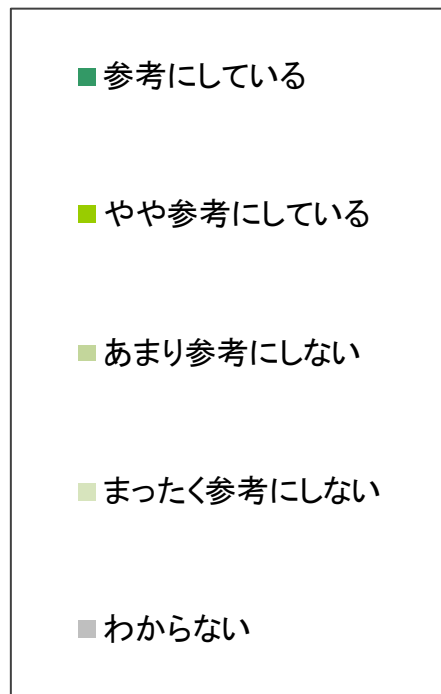 参考にしている
やや参考にしている
あまり参考にしない
まったく参考にしない
わからない